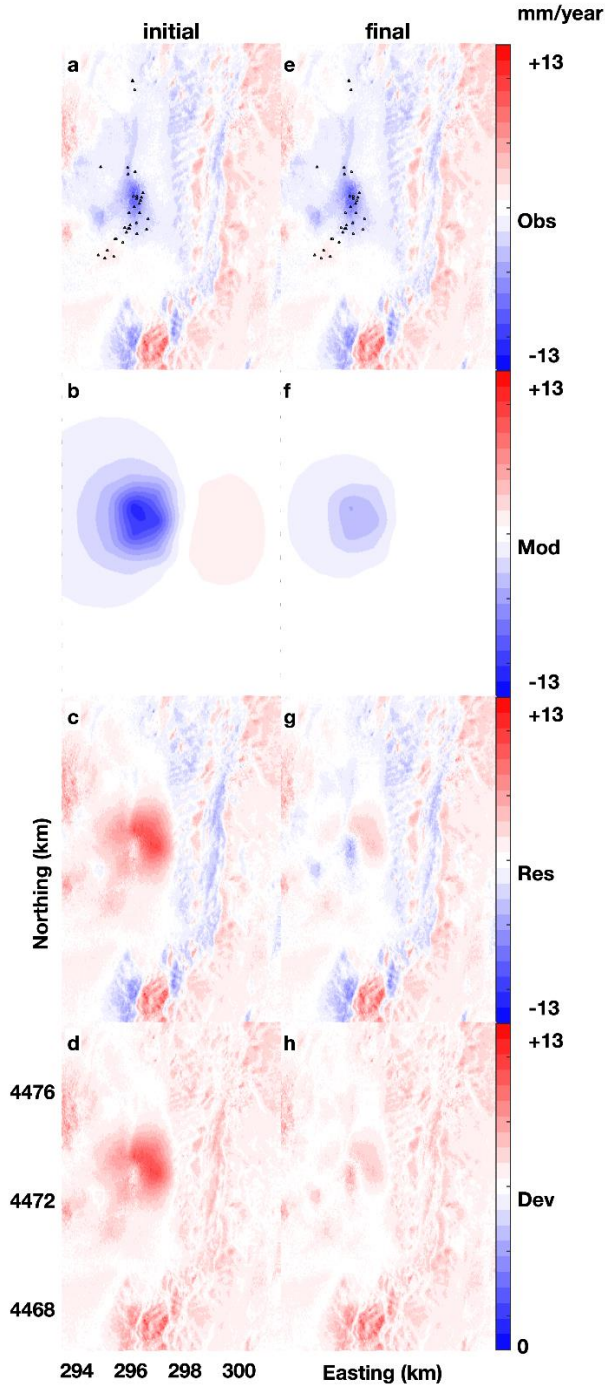 mm/year
initial final
a e +13
Obs
-13
b f +13
Mod
-13
c g +13
Northing (km)
Res
-13
d h +13
4476
4472
Dev
4468
0
294 296 298 300 Easting (km)